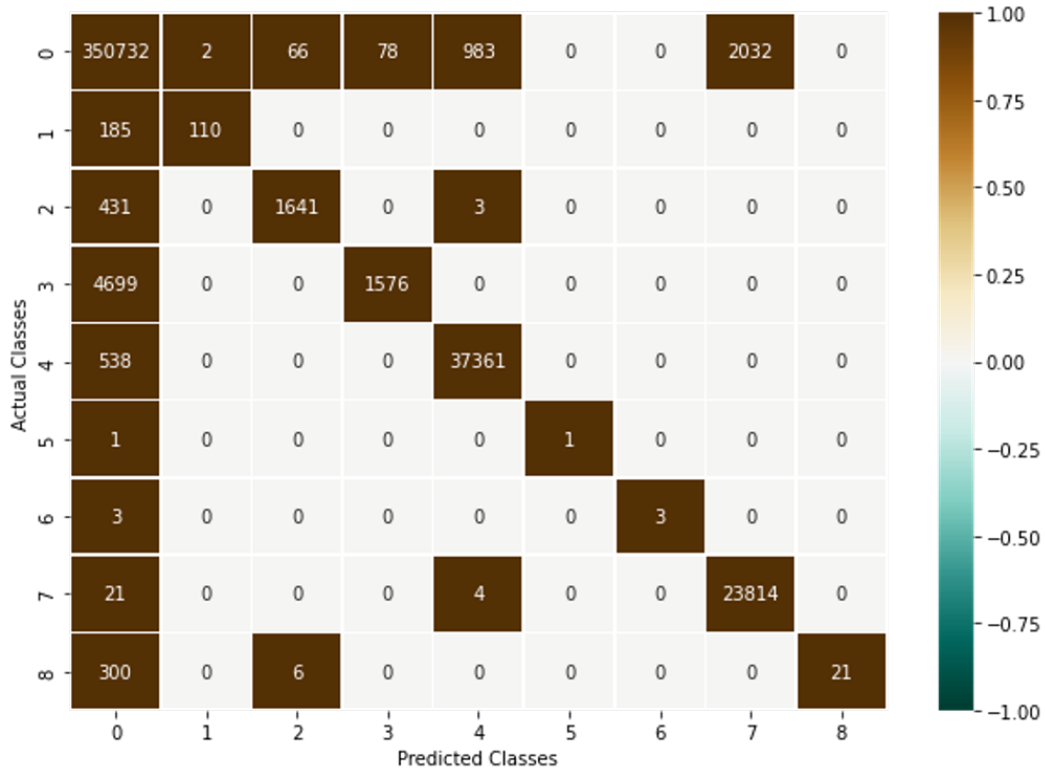 0 350732 2 66 78 983 0 0 2032 0
1 185 110 0 0 0 0 0 0 0
2 431 0 1641 0 3 0 0 0 0
3 4699 0 0 1576 0 0 0 0 0
4 538 0 0 0 37361 0 0 0 0
5 1 0 0 0 0 1 0 0 0
6 3 0 0 0 0 0 3 0 0
7 21 0 0 0 4 0 0 23814 0
8 300 0 6 0 0 0 0 0 21
0 1 2 3 4 5 6 7 8
Predicted Classes
Actual Classes
1.00
0.75
0.50
0.25
0.00
−0.25
−0.50
−0.75
−1.00